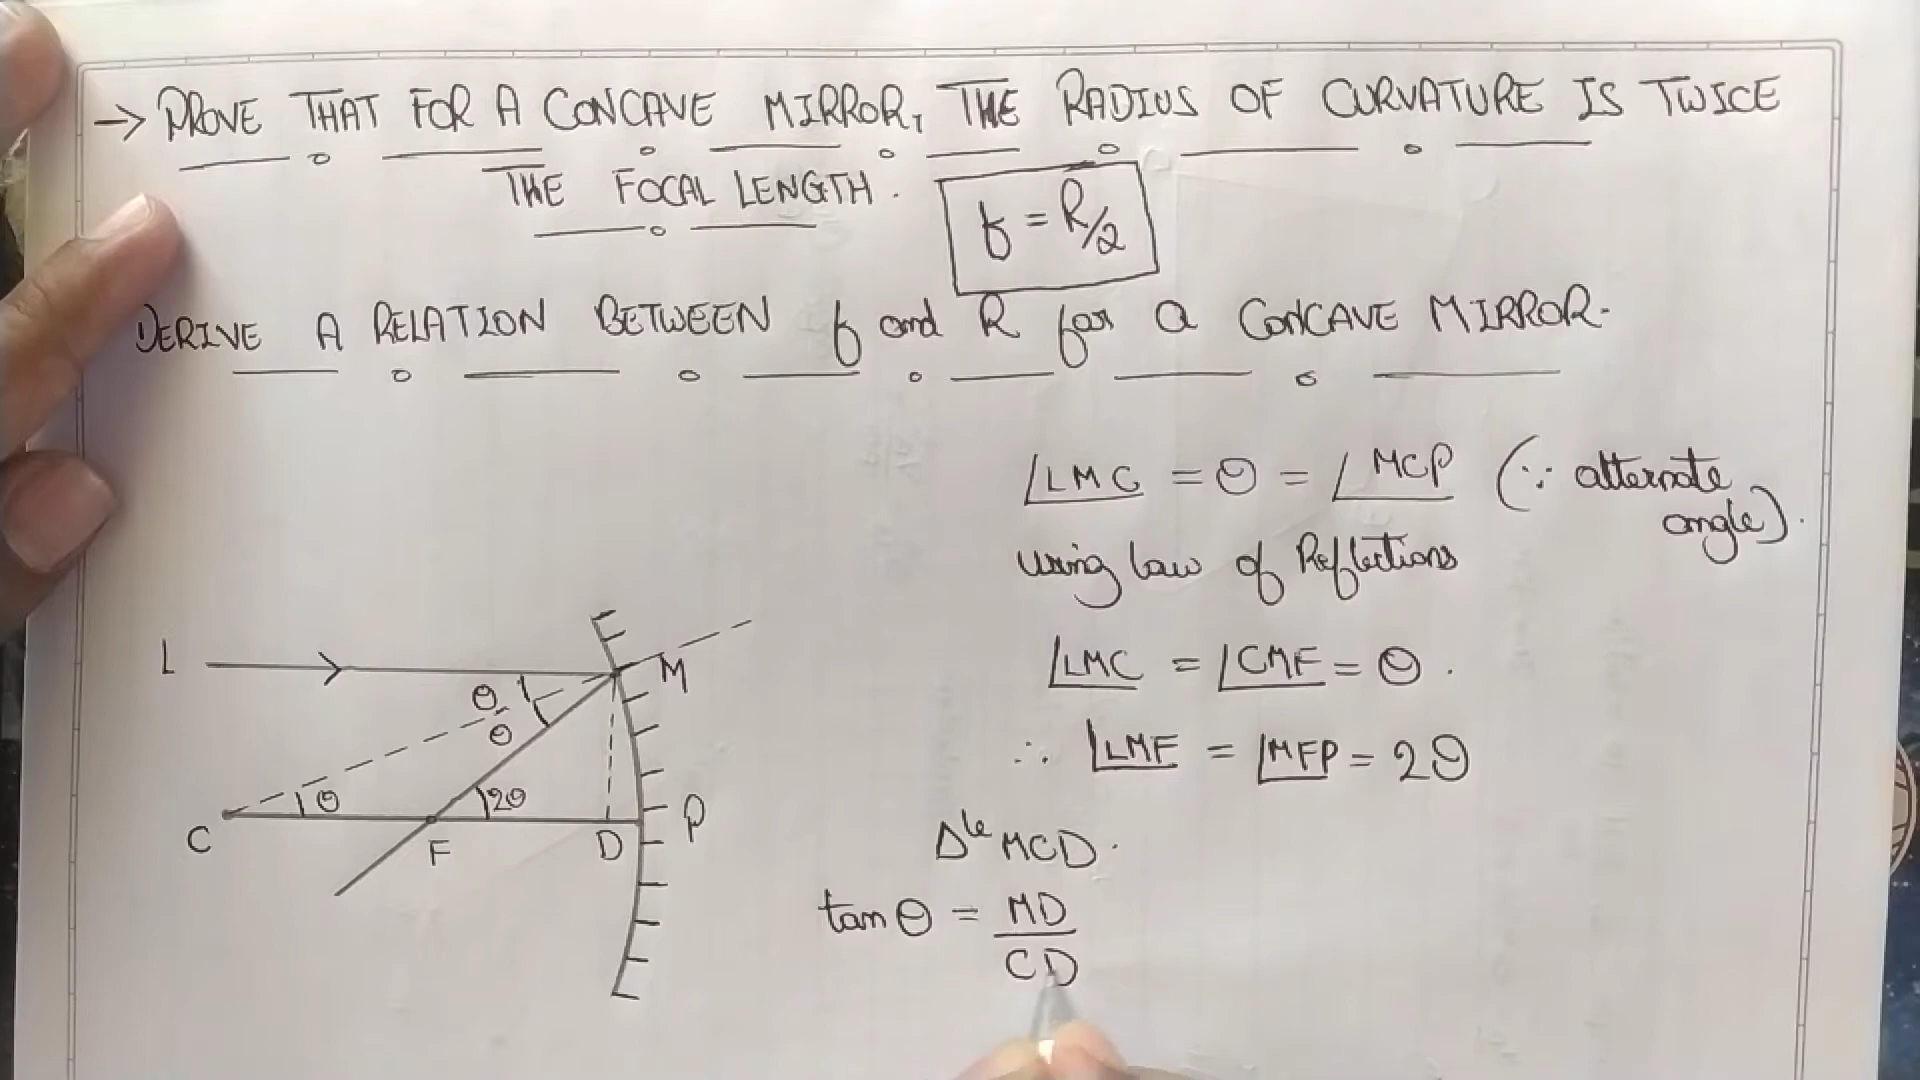 → PROVE THAT FOR A CONCAVE MIRROR, THE RADIUS OF CURVATURE IS TWICE
THE FOCAL LENGTH.
f = R/2
DERIVE A RELATION BETWEEN f and R for a CONCAVE MIRROR.
∠LMC = θ = ∠MCP (∵ alternate
angle).
using law of Reflections
∠LMC = ∠CMF = θ.
∴ ∠LMF = ∠MFP = 2θ
Δle MCD.
tan θ = MD
CD
L
M
θ
θ
C
θ
2θ
F
D
P